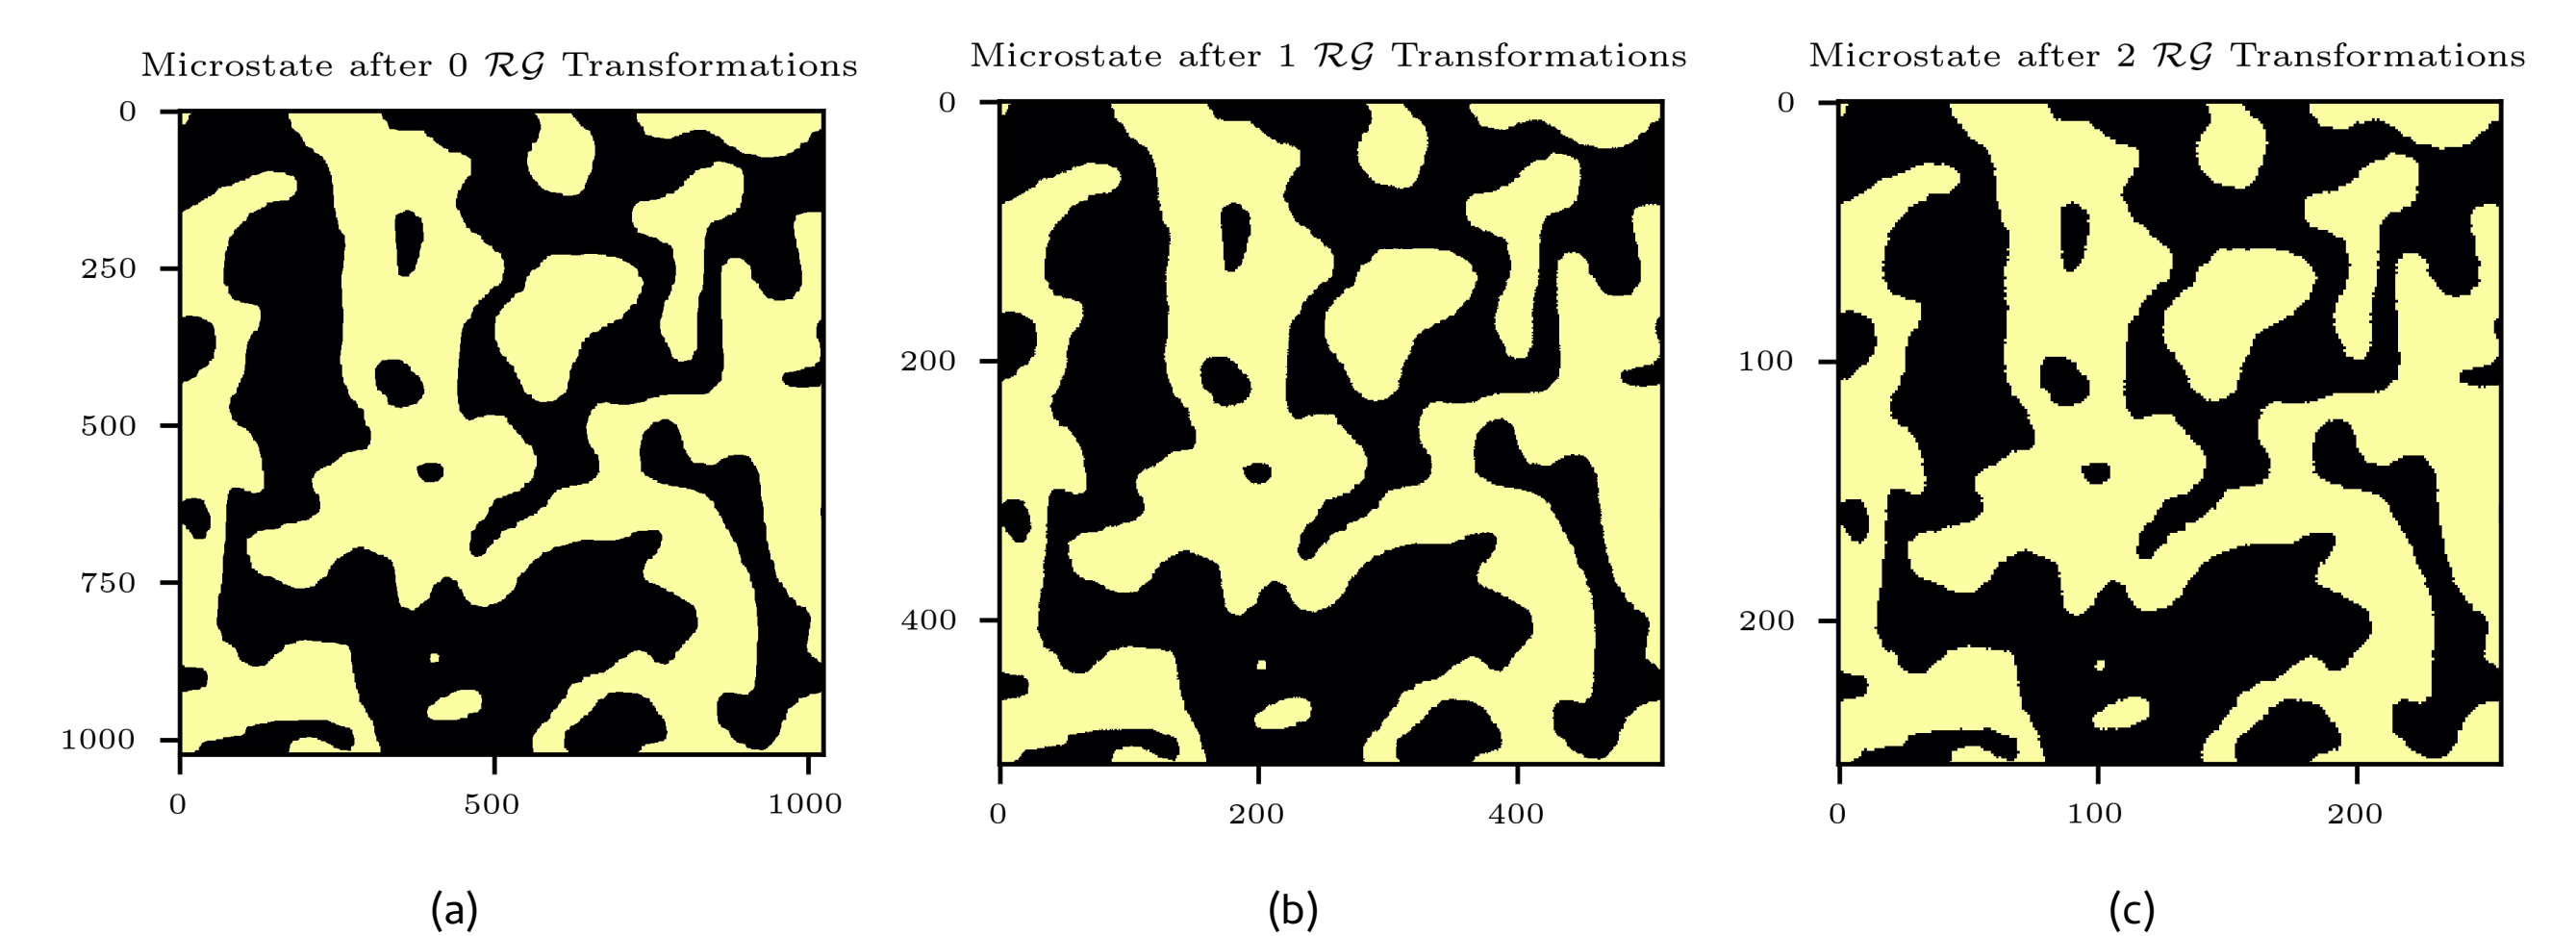 Microstate after 0 ℛ𝒢 Transformations
0
250
500
750
1000
0 500 1000
(a)
Microstate after 1 ℛ𝒢 Transformations
0
200
400
0 200 400
(b)
Microstate after 2 ℛ𝒢 Transformations
0
100
200
0 100 200
(c)